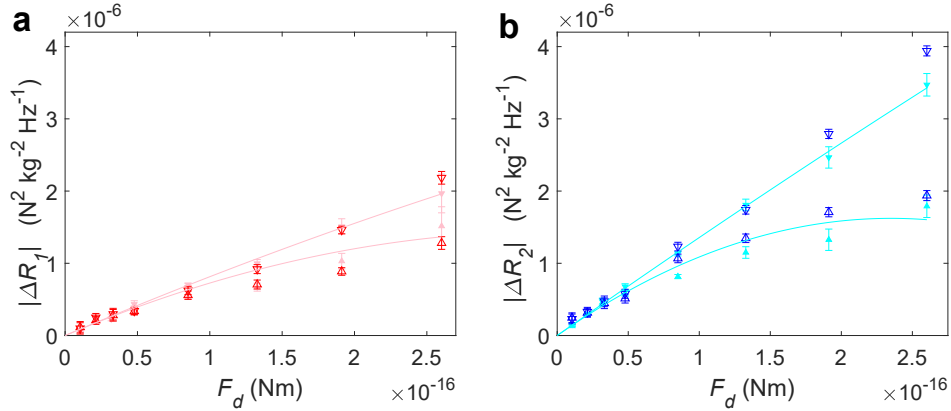 a
×10⁻⁶
4
3
2
1
0
|ΔR₁| (N² kg⁻² Hz⁻¹)
0 0.5 1 1.5 2 2.5
F_d (Nm)
×10⁻¹⁶
b
×10⁻⁶
4
3
2
1
0
|ΔR₂| (N² kg⁻² Hz⁻¹)
0 0.5 1 1.5 2 2.5
F_d (Nm)
×10⁻¹⁶